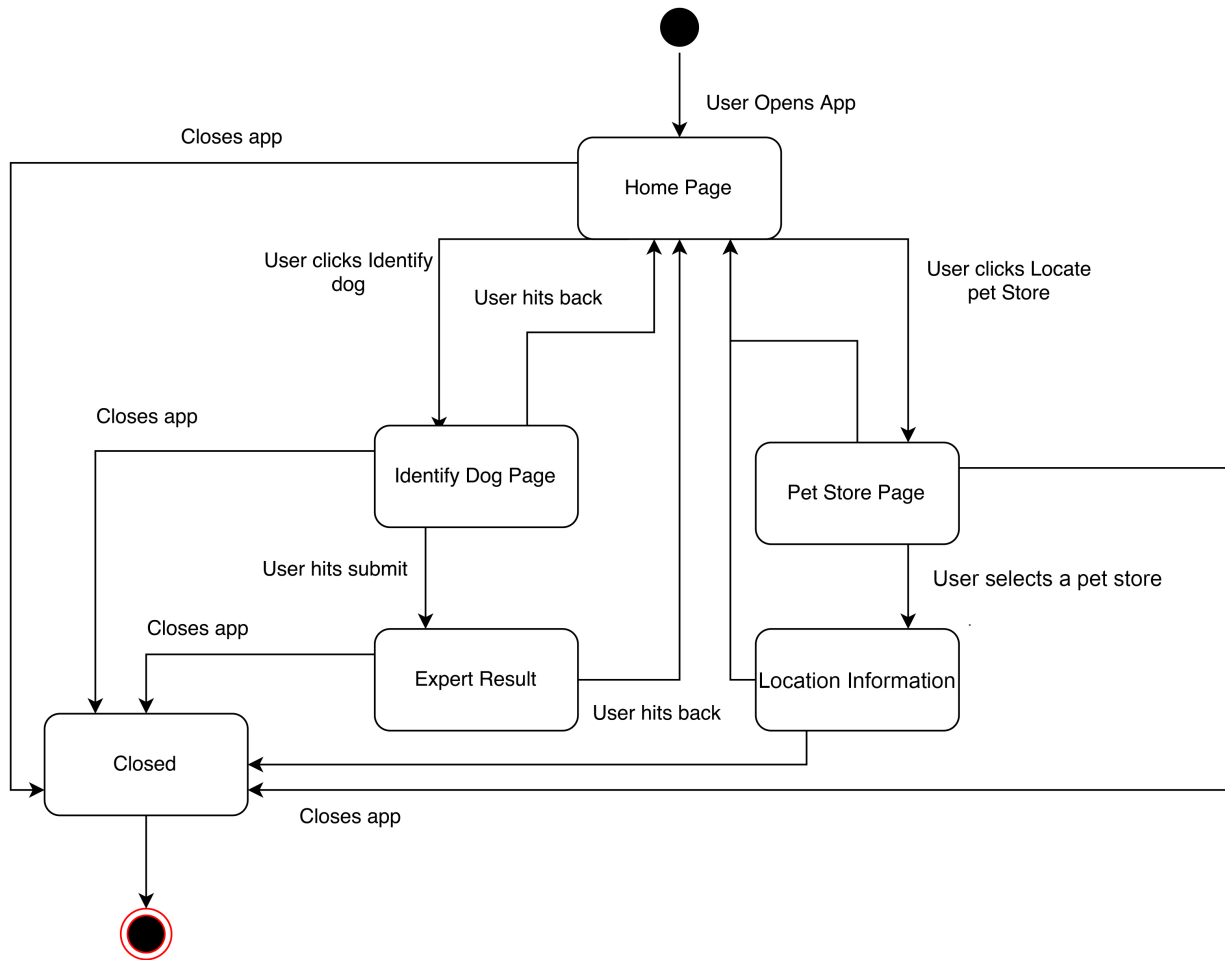 User Opens App
Closes app
Home Page
User clicks Identify
dog
User hits back
User clicks Locate
pet Store
Closes app
Identify Dog Page
Pet Store Page
User hits submit
User selects a pet store
Closes app
Expert Result
Location Information
User hits back
Closed
Closes app